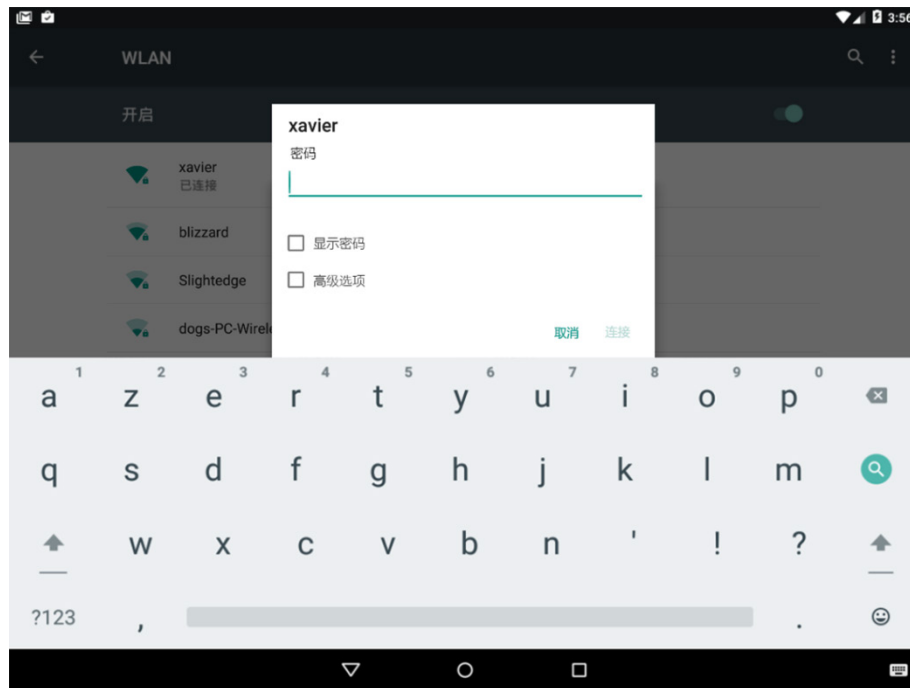 3:56
WLAN
开启
xavier
密码
xavier
已连接
blizzard
显示密码
Slightedge
高级选项
dogs-PC-Wirel
取消 连接
1 2 3 4 5 6 7 8 9 0
a z e r t y u i o p
q s d f g h j k l m
w x c v b n ' ! ?
?123 , .